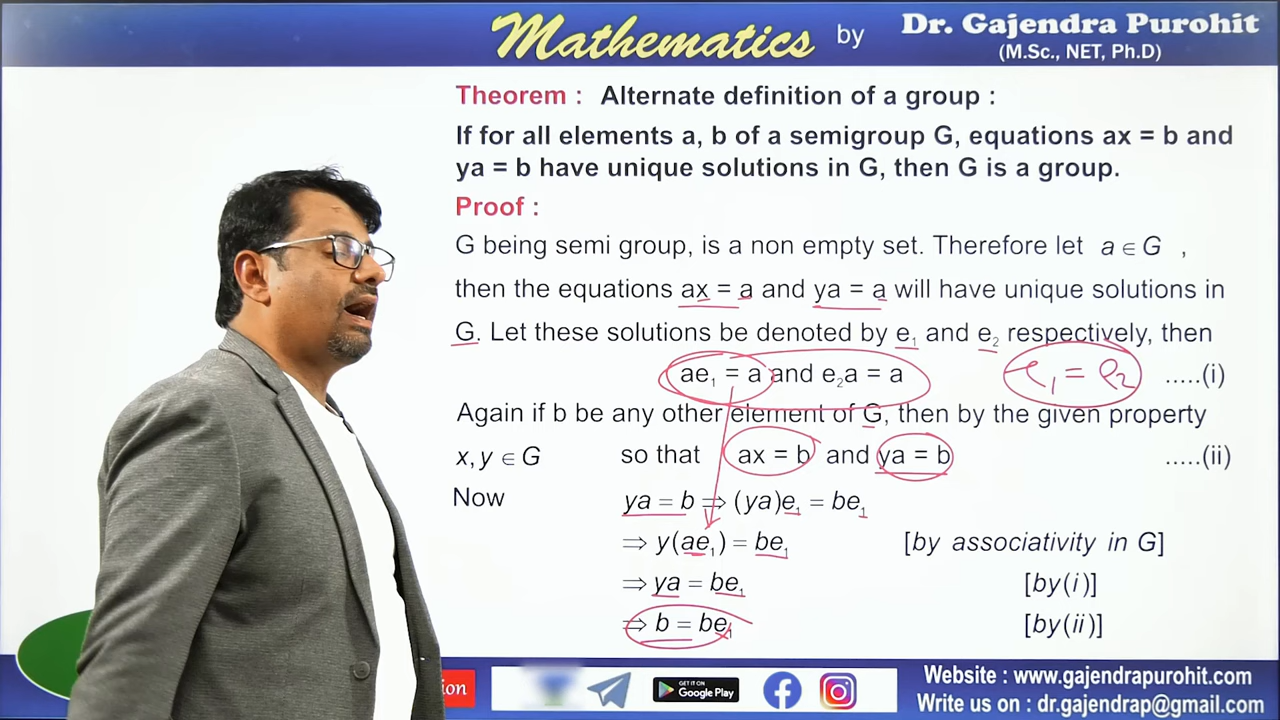 Mathematics by Dr. Gajendra Purohit
(M.Sc., NET, Ph.D)
Theorem : Alternate definition of a group :
If for all elements a, b of a semigroup G, equations ax = b and
ya = b have unique solutions in G, then G is a group.
Proof :
G being semi group, is a non empty set. Therefore let a ∈ G ,
then the equations ax = a and ya = a will have unique solutions in
G. Let these solutions be denoted by e₁ and e₂ respectively, then
ae₁ = a and e₂a = a e₁ = e₂ .....(i)
Again if b be any other element of G, then by the given property
x, y ∈ G so that ax = b and ya = b .....(ii)
Now ya = b ⇒ (ya)e₁ = be₁
⇒ y(ae₁) = be₁ [by associativity in G]
⇒ ya = be₁ [by(i)]
⇒ b = be₁ [by(ii)]
GET IT ON
Google Play
Website : www.gajendrapurohit.com
Write us on : dr.gajendrap@gmail.com